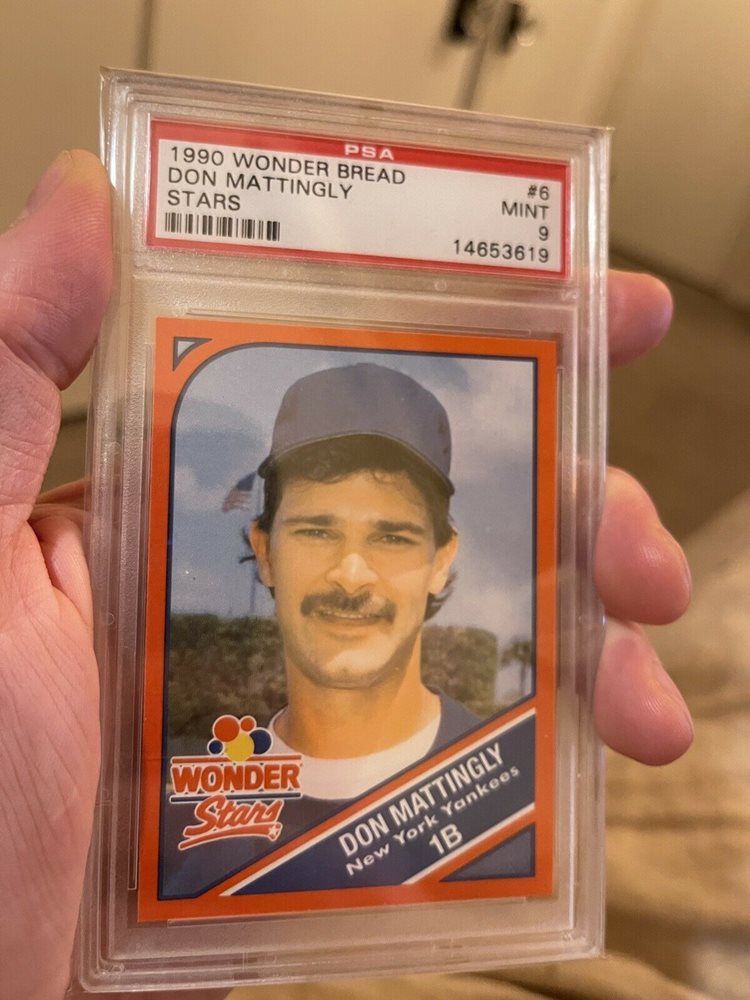 PSA
1990 WONDER BREAD #6
DON MATTINGLY MINT
STARS 9
14653619
WONDER
Stars
DON MATTINGLY
New York Yankees
1B